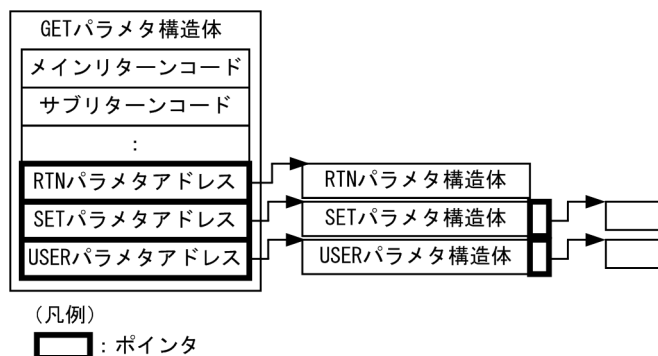 GETパラメタ構造体
メインリターンコード
サブリターンコード
:
RTNパラメタアドレス
RTNパラメタ構造体
SETパラメタアドレス
SETパラメタ構造体
USERパラメタアドレス
USERパラメタ構造体
(凡例)
:ポインタ